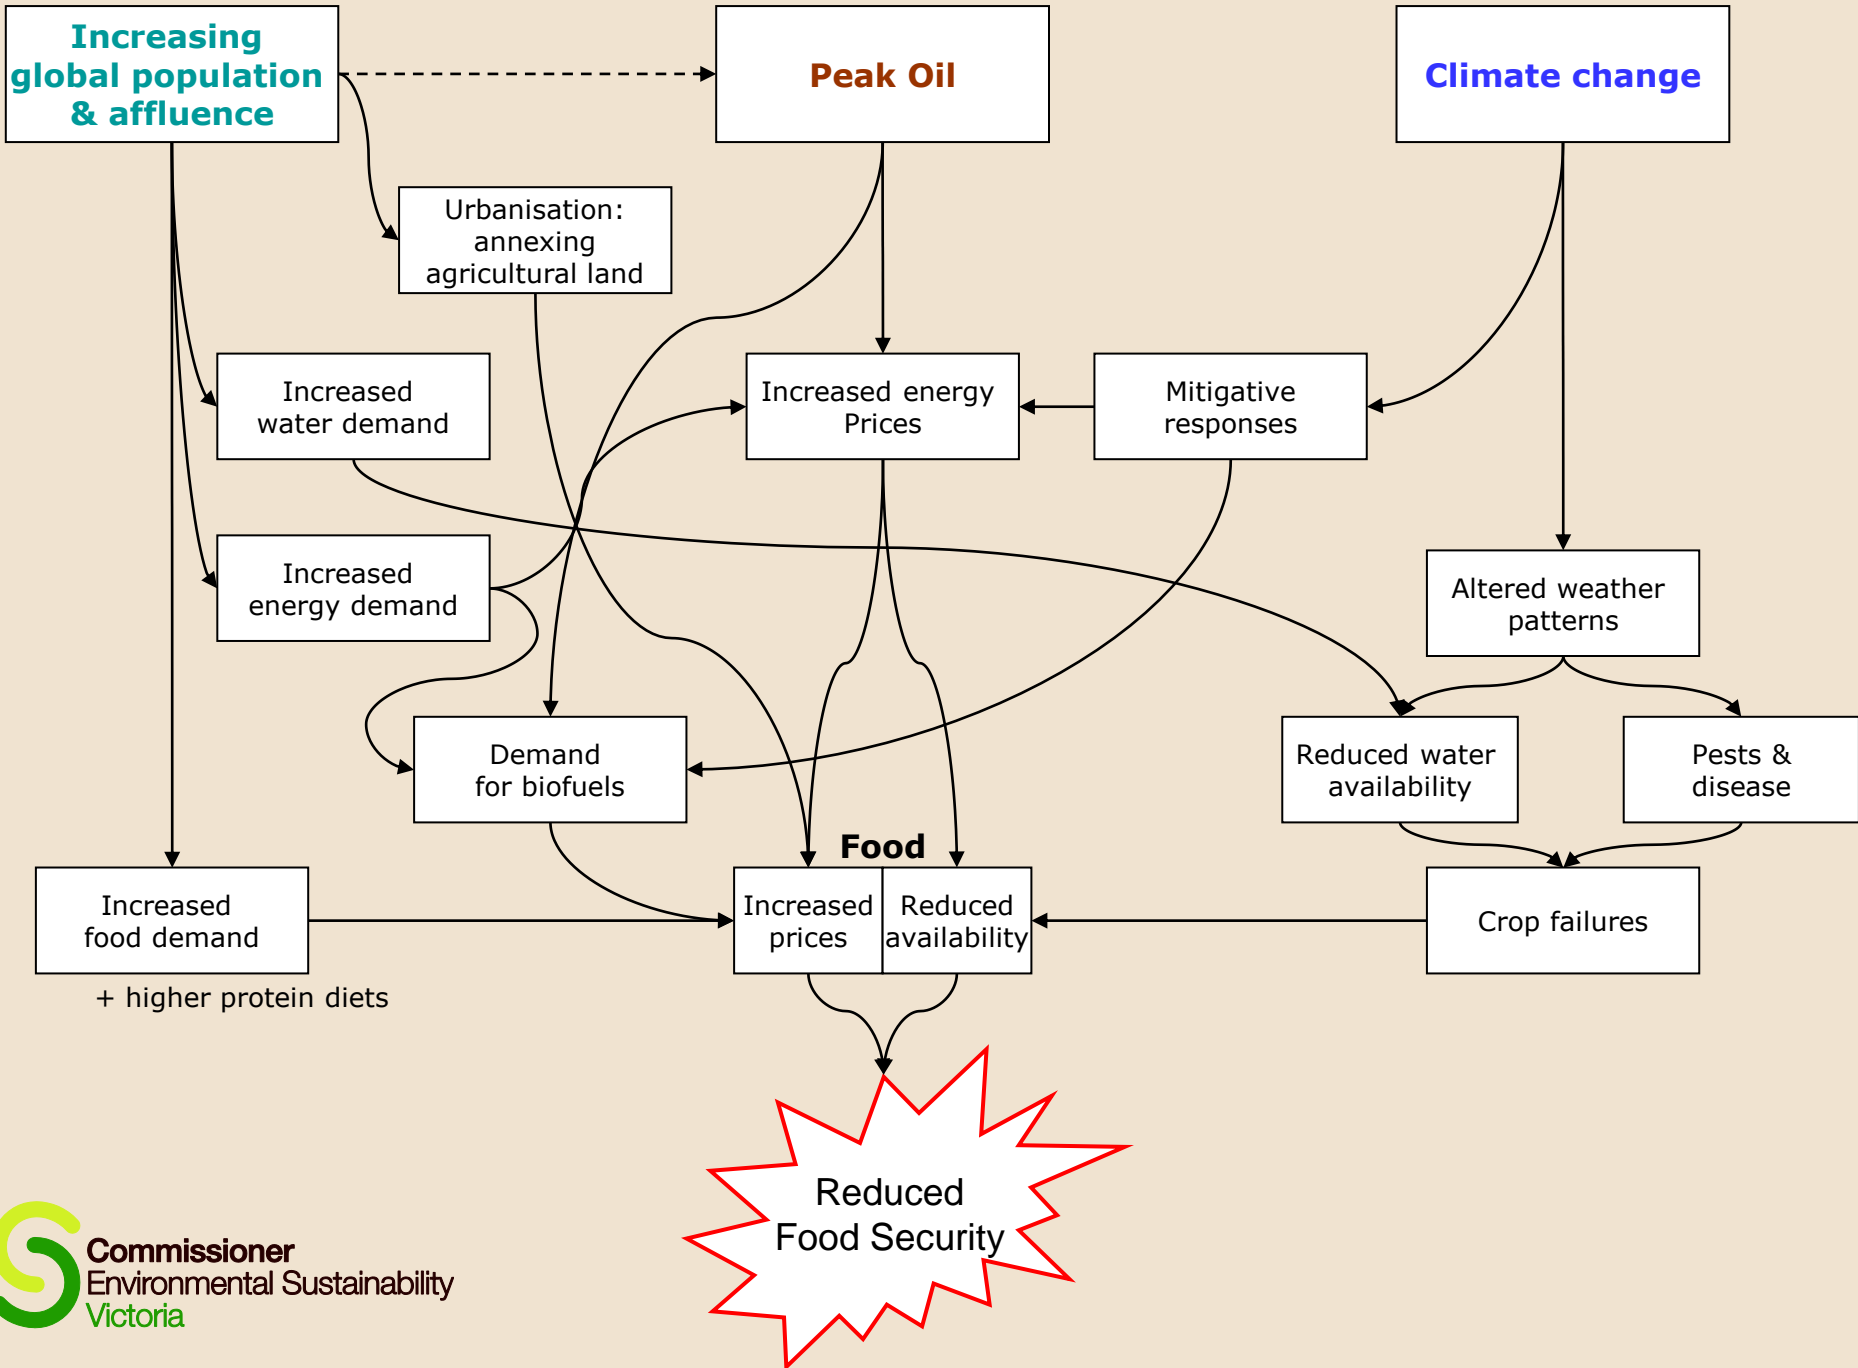 Increasing
global population
& affluence
Peak Oil
Climate change
Urbanisation:
annexing
agricultural land
Increased
water demand
Increased energy
Prices
Mitigative
responses
Increased
energy demand
Altered weather
patterns
Demand
for biofuels
Reduced water
availability
Pests &
disease
Food
Increased
food demand
Increased
prices
Reduced
availability
Crop failures
+ higher protein diets
Reduced
Food Security
Commissioner
Environmental Sustainability
Victoria